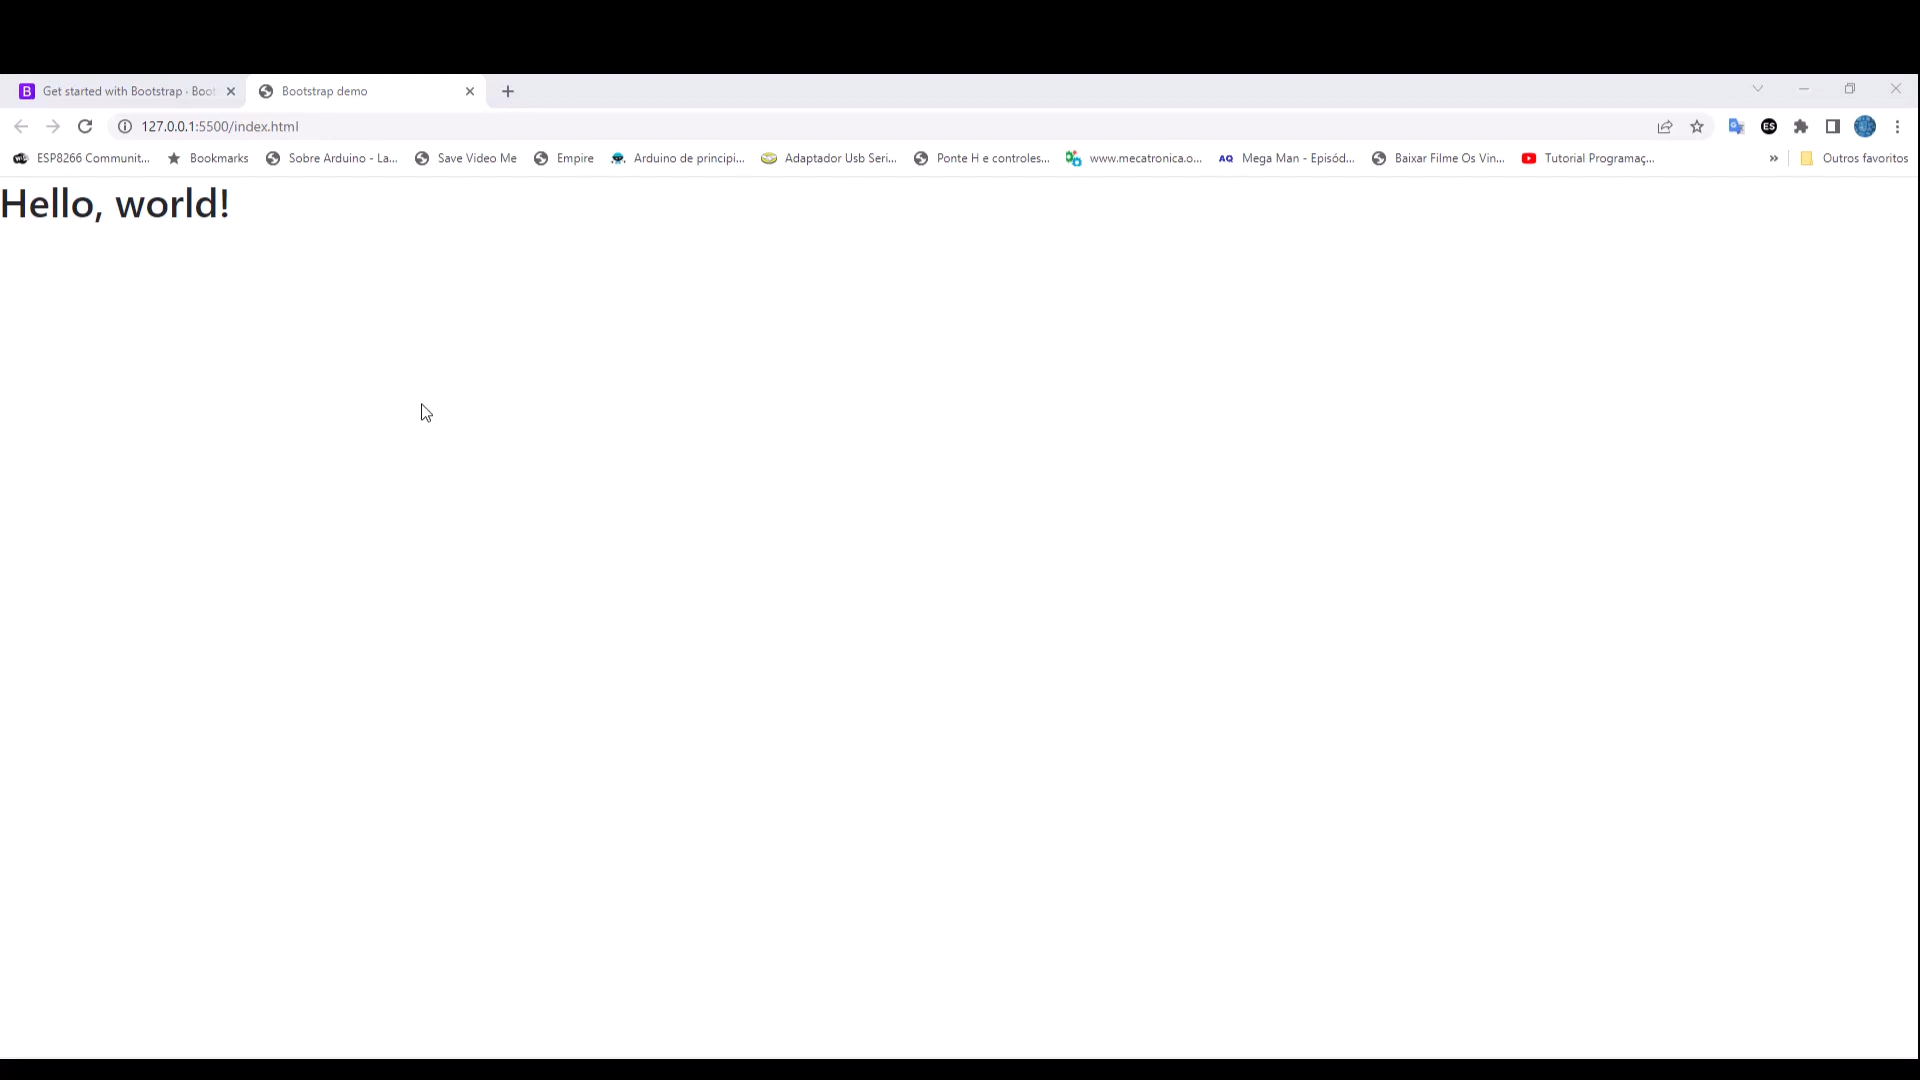 B Get started with Bootstrap · Boot
Bootstrap demo
127.0.0.1:5500/index.html
ES
ESP8266 Communit...
Bookmarks
Sobre Arduino - La...
Save Video Me
Empire
Arduino de principi...
Adaptador Usb Seri...
Ponte H e controles...
www.mecatronica.o...
AQ Mega Man - Episód...
Baixar Filme Os Vin...
Tutorial Programaç...
»
Outros favoritos
Hello, world!